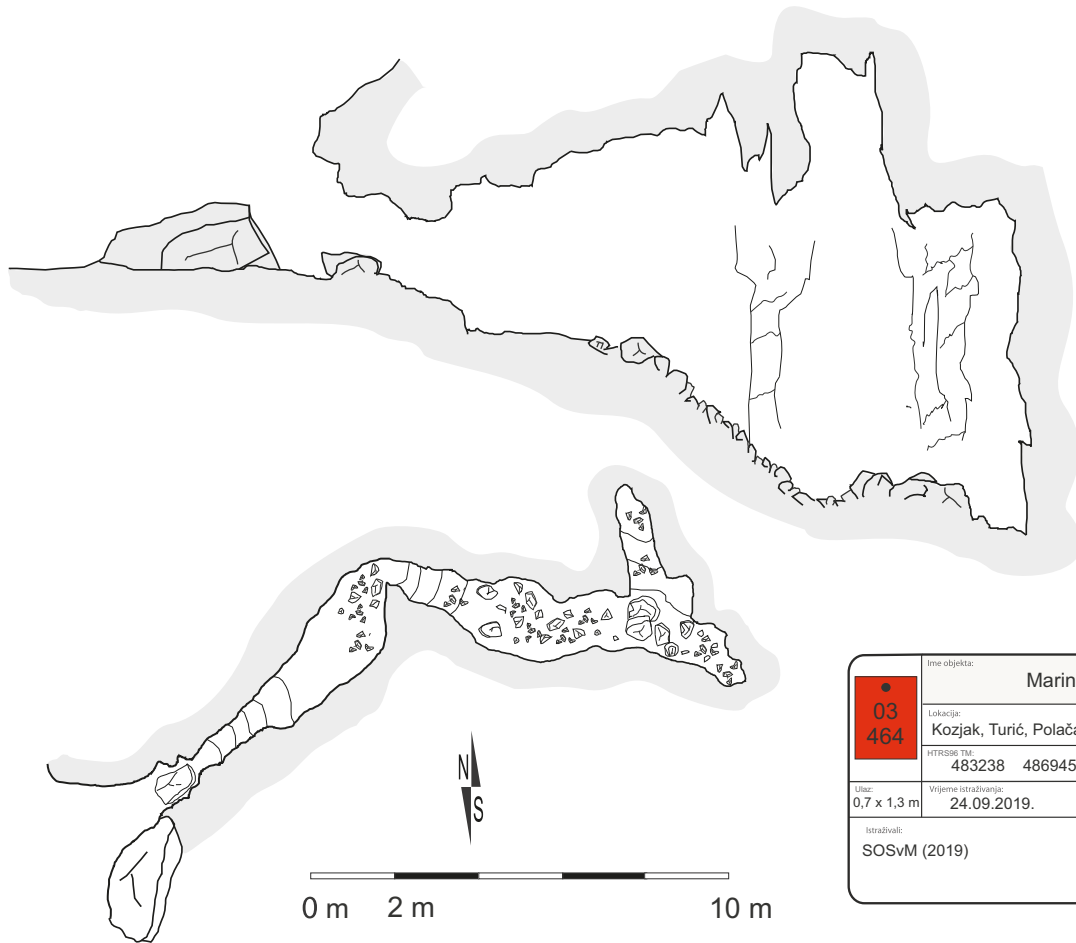 N
S
0 m 2 m 10 m
03
464
Ime objekta:
Marin
Lokacija:
Kozjak, Turić, Polača
HTRS96 TM:
483238 486945
Ulaz:
0,7 x 1,3 m
Vrijeme istraživanja:
24.09.2019.
Istraživali:
SOSvM (2019)